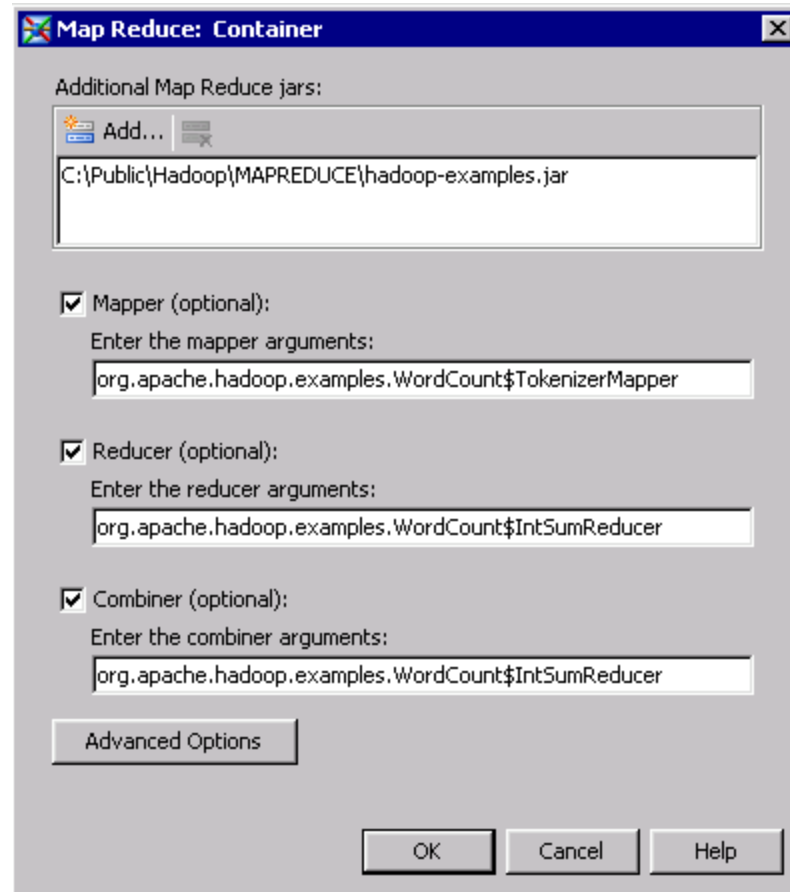 Map Reduce: Container
Additional Map Reduce jars:
Add...
C:\Public\Hadoop\MAPREDUCE\hadoop-examples.jar
Mapper (optional):
Enter the mapper arguments:
org.apache.hadoop.examples.WordCount$TokenizerMapper
Reducer (optional):
Enter the reducer arguments:
org.apache.hadoop.examples.WordCount$IntSumReducer
Combiner (optional):
Enter the combiner arguments:
org.apache.hadoop.examples.WordCount$IntSumReducer
Advanced Options
OK Cancel Help